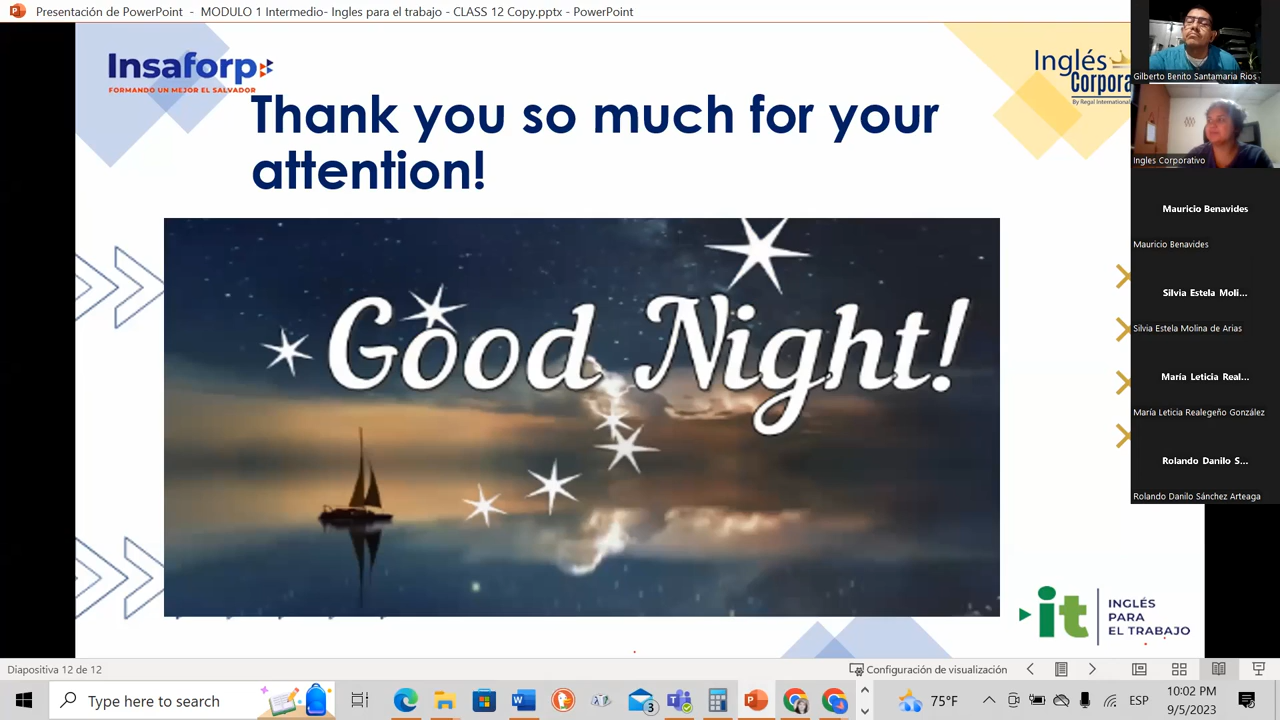 Presentación de PowerPoint - MODULO 1 Intermedio- Ingles para el trabajo - CLASS 12 Copy.pptx - PowerPoint
Insaforp
FORMANDO UN MEJOR EL SALVADOR
Inglés
Corpora
By Regal International
Thank you so much for your
attention!
Good Night!
Gilberto Benito Santamaria Rios
Ingles Corporativo
Mauricio Benavides
Mauricio Benavides
Silvia Estela Moli...
Silvia Estela Molina de Arias
María Leticia Real...
María Leticia Realegeño González
Rolando Danilo S...
Rolando Danilo Sánchez Arteaga
it
INGLÉS
PARA
EL TRABAJO
Diapositiva 12 de 12
Configuración de visualización
Type here to search
3
75°F
ESP
10:02 PM
9/5/2023